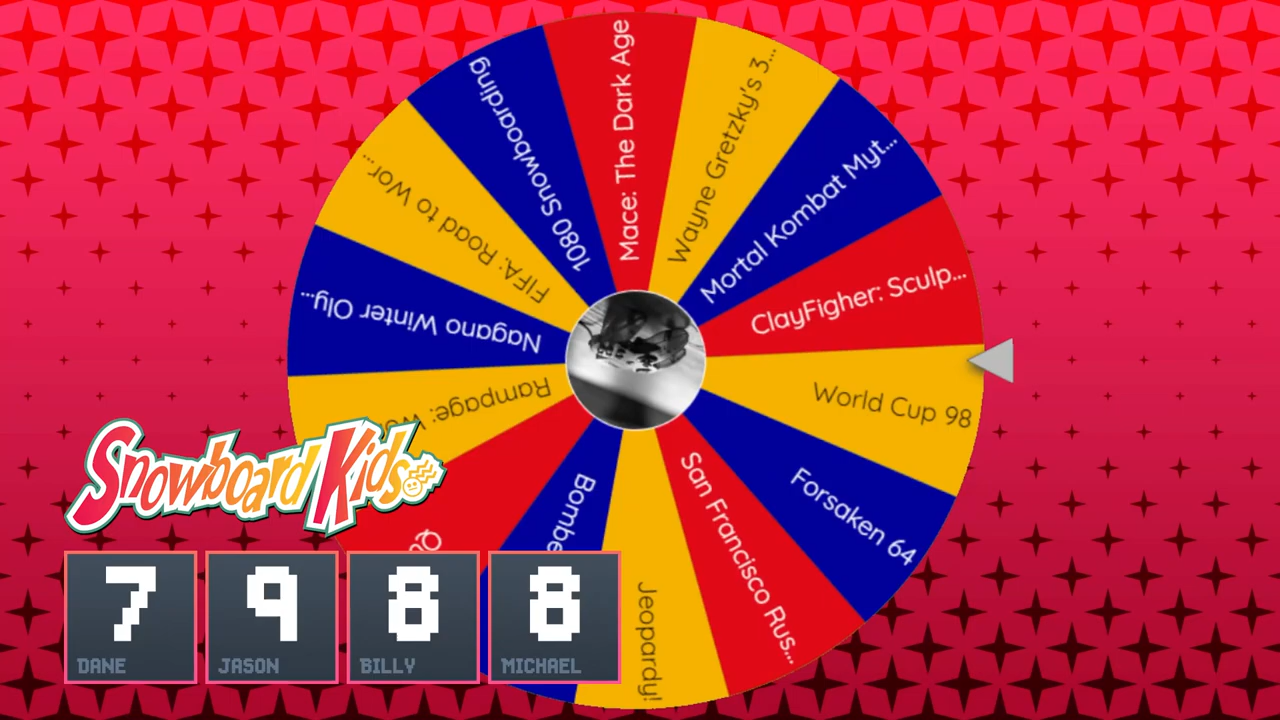 Mace: The Dark Age
Wayne Gretzky's 3...
Mortal Kombat Myt...
ClayFigher: Sculp...
World Cup 98
Forsaken 64
San Francisco Rus...
Jeopardy!
Bombe
Rampage:
Nagano Winter Oly...
FIFA: Road to Wor...
1080 Snowboarding
Snowboard Kids
7
DANE
9
JASON
8
BILLY
8
MICHAEL